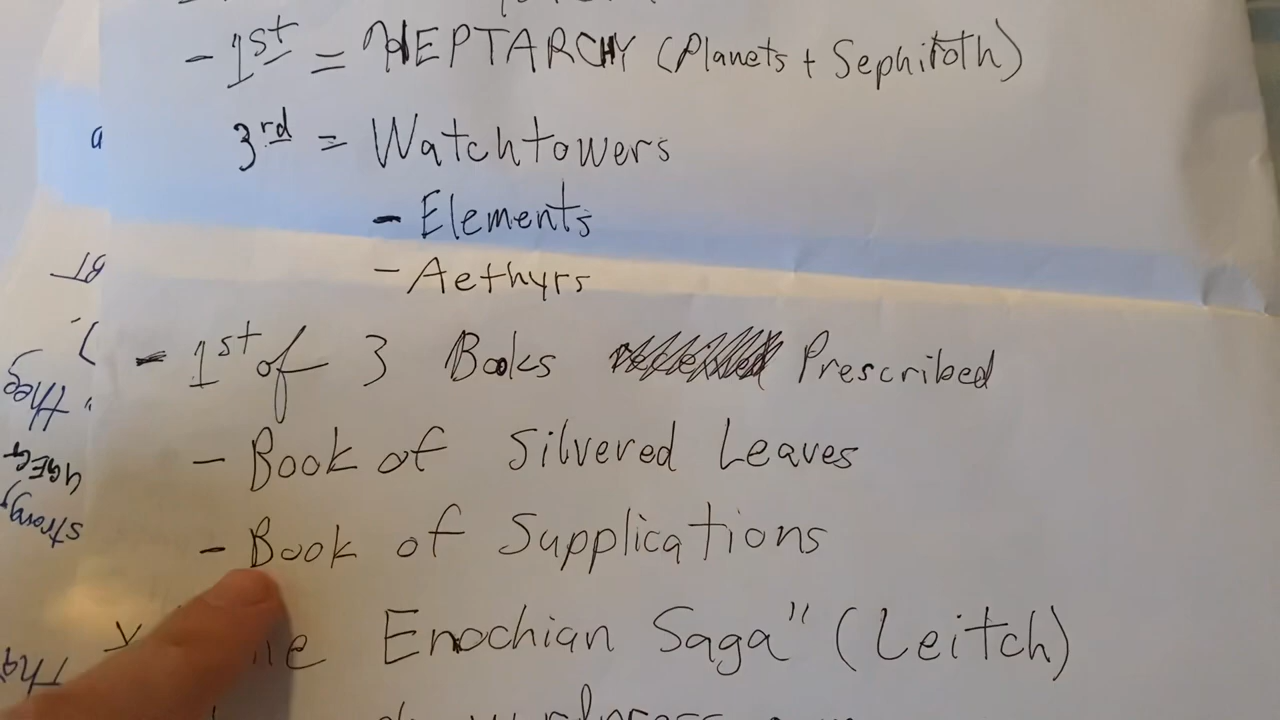 - 1st = HEPTARCHY (Planets + Sephiroth)
3rd = Watchtowers
- Elements
- Aethyrs
- 1st of 3 Books Prescribed
- Book of Silvered Leaves
- Book of Supplications
Enochian Saga" (Leitch)